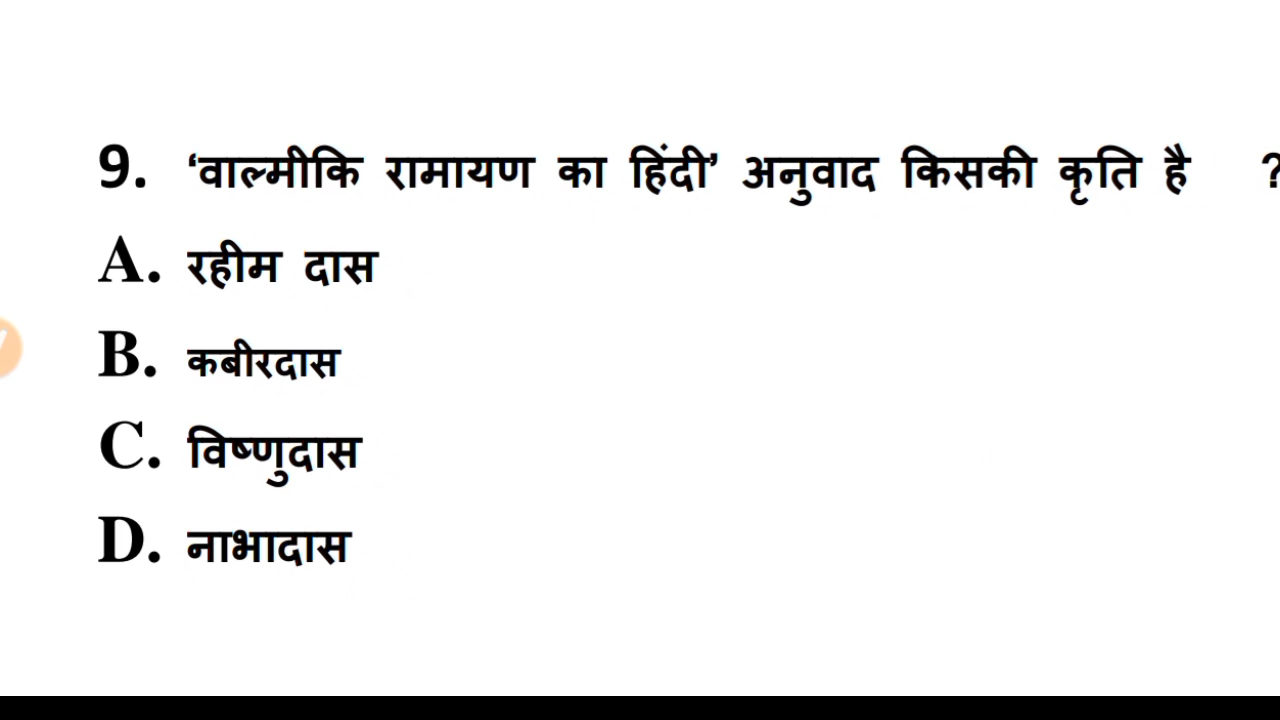 9. ‘वाल्मीकि रामायण का हिंदी’ अनुवाद किसकी कृति है ?
A. रहीम दास
B. कबीरदास
C. विष्णुदास
D. नाभादास